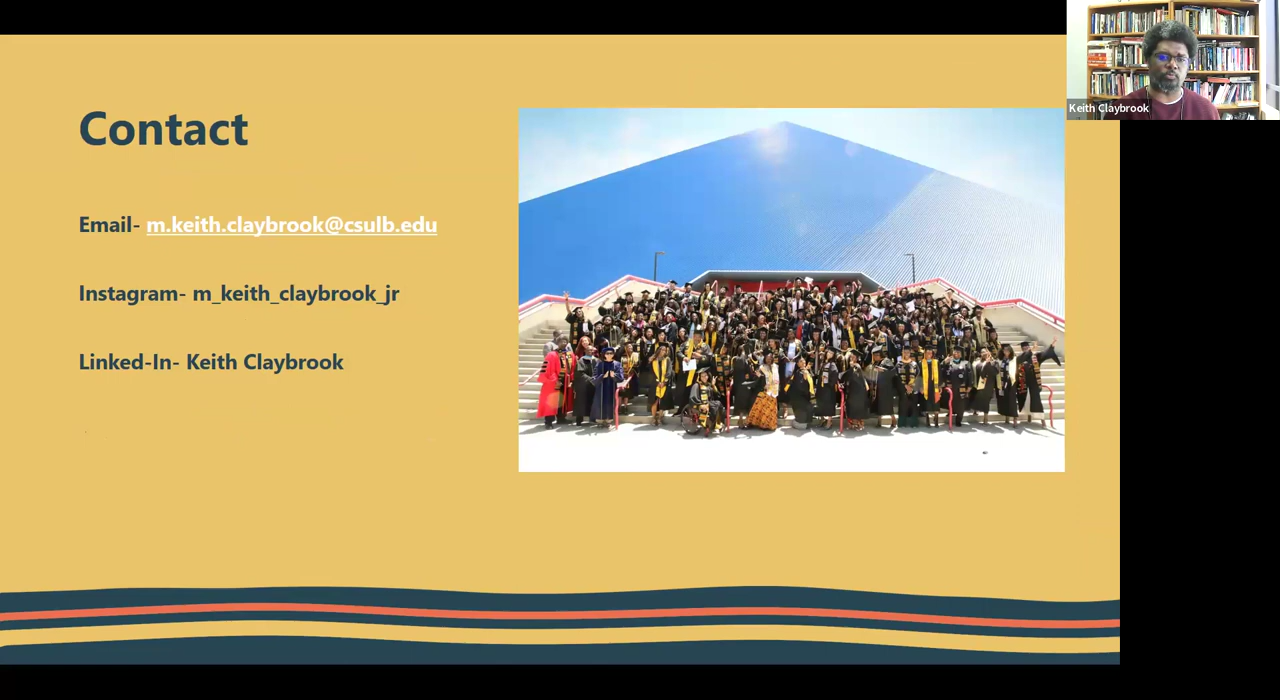 Contact
Email- m.keith.claybrook@csulb.edu
Instagram- m_keith_claybrook_jr
Linked-In- Keith Claybrook
Keith Claybrook